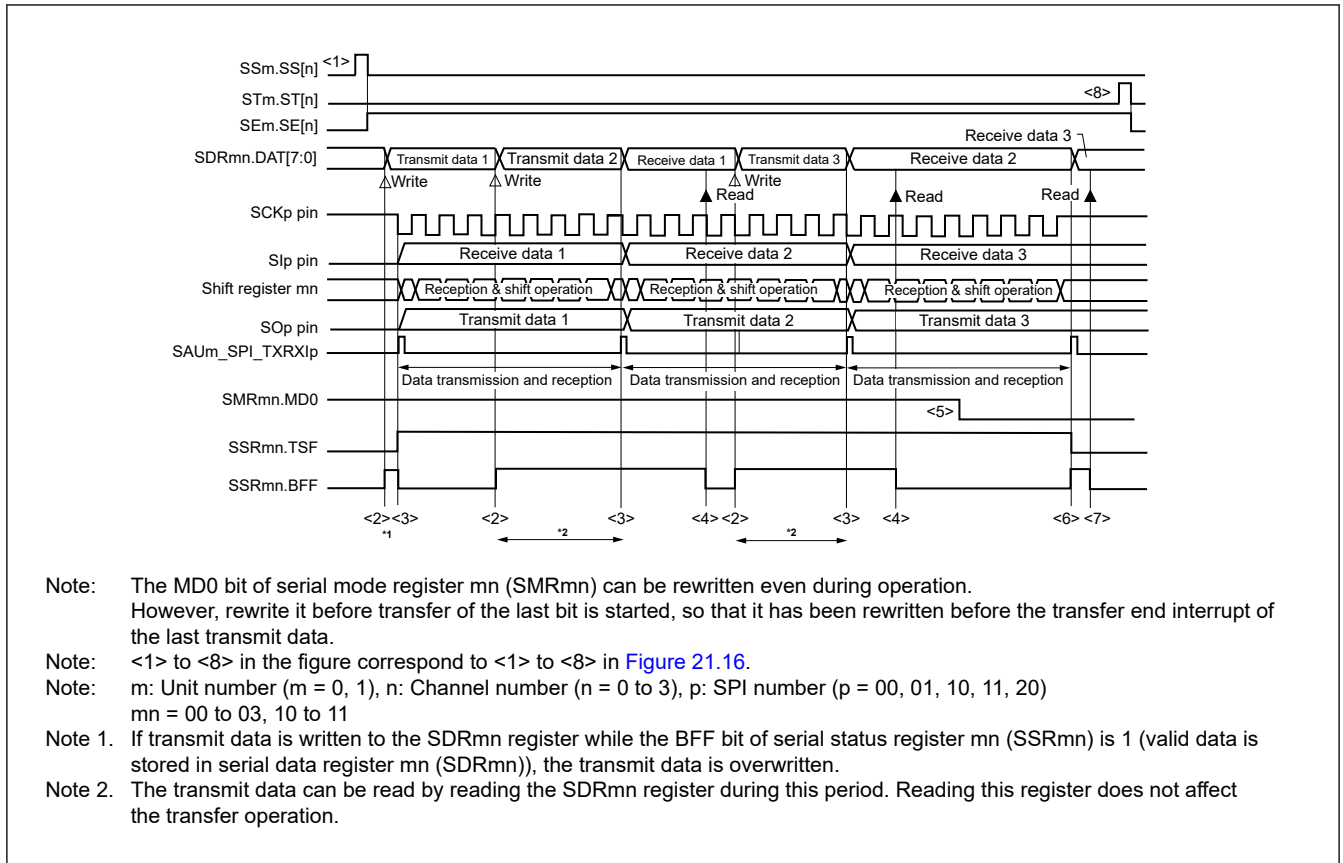 SSm.SS[n] <1>
STm.ST[n] <8>
SEm.SE[n]
Receive data 3
SDRmn.DAT[7:0] Transmit data 1 Transmit data 2 Receive data 1 Transmit data 3 Receive data 2
Write Write Write
Read Read Read
SCKp pin
SIp pin Receive data 1 Receive data 2 Receive data 3
Shift register mn Reception & shift operation Reception & shift operation Reception & shift operation
SOp pin Transmit data 1 Transmit data 2 Transmit data 3
SAUm_SPI_TXRXIp
Data transmission and reception Data transmission and reception Data transmission and reception
SMRmn.MD0
<5>
SSRmn.TSF
SSRmn.BFF
<2> <3> <2> <3> <4> <2> <3> <4> <6> <7>
*1 *2 *2
Note: The MD0 bit of serial mode register mn (SMRmn) can be rewritten even during operation.
However, rewrite it before transfer of the last bit is started, so that it has been rewritten before the transfer end interrupt of
the last transmit data.
Note: <1> to <8> in the figure correspond to <1> to <8> in Figure 21.16.
Note: m: Unit number (m = 0, 1), n: Channel number (n = 0 to 3), p: SPI number (p = 00, 01, 10, 11, 20)
mn = 00 to 03, 10 to 11
Note 1. If transmit data is written to the SDRmn register while the BFF bit of serial status register mn (SSRmn) is 1 (valid data is
stored in serial data register mn (SDRmn)), the transmit data is overwritten.
Note 2. The transmit data can be read by reading the SDRmn register during this period. Reading this register does not affect
the transfer operation.